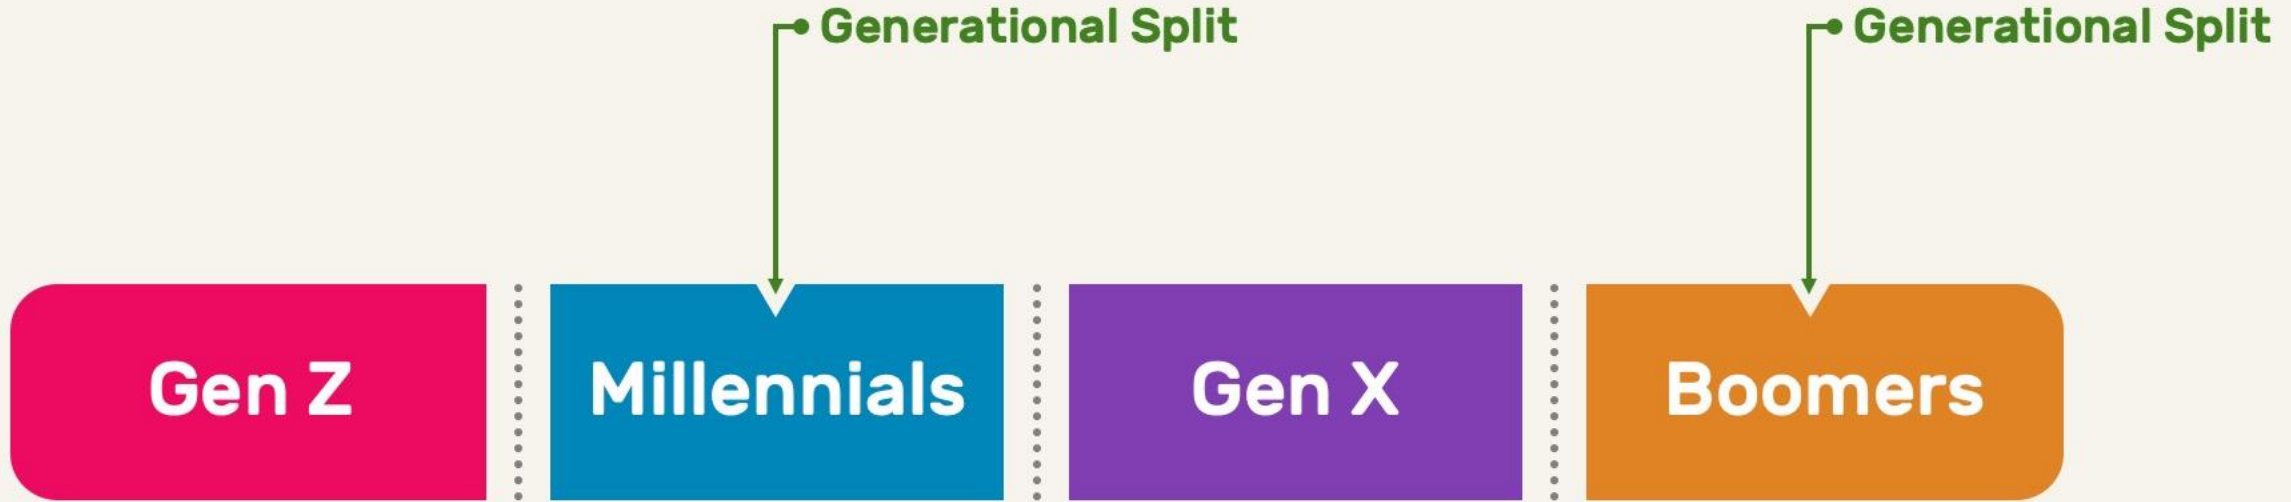 Generational Split
Generational Split
Gen Z
Millennials
Gen X
Boomers